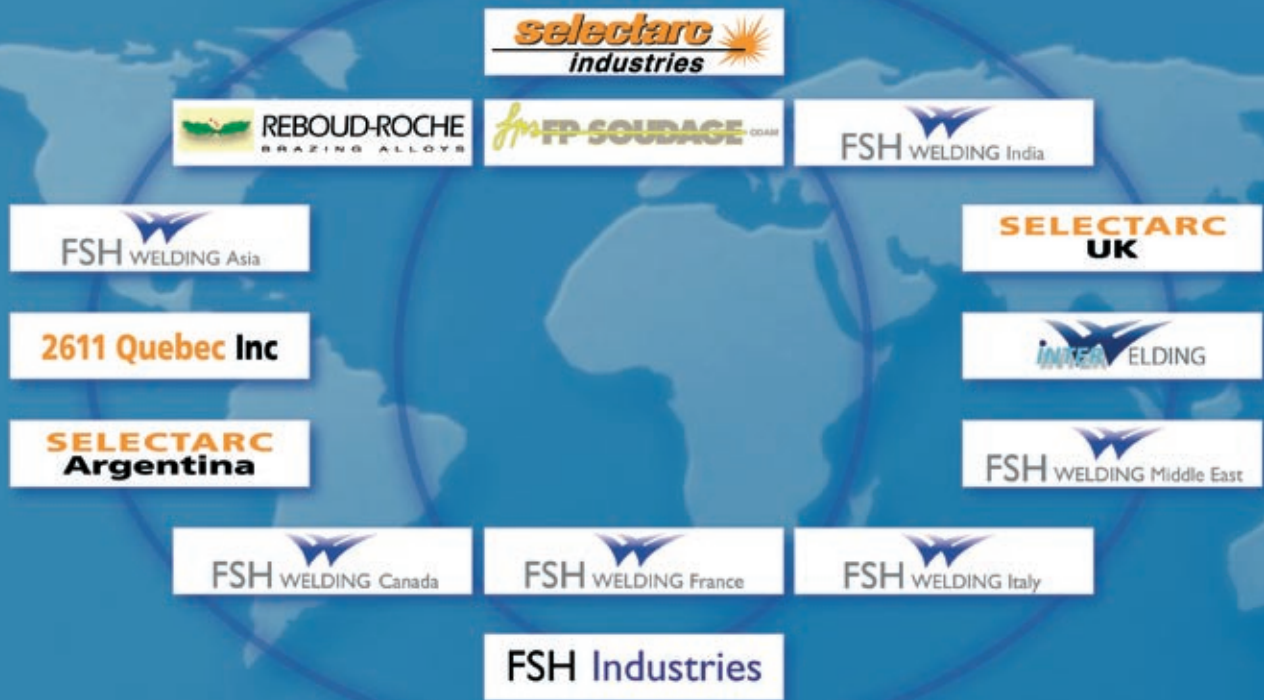 selectarc
industries
REBOUD-ROCHE
BRAZING ALLOYS
fps FP SOUDAGE ODAM
FSH WELDING India
FSH WELDING Asia
SELECTARC
UK
2611 Quebec Inc
INTER WELDING
SELECTARC
Argentina
FSH WELDING Middle East
FSH WELDING Canada
FSH WELDING France
FSH WELDING Italy
FSH Industries